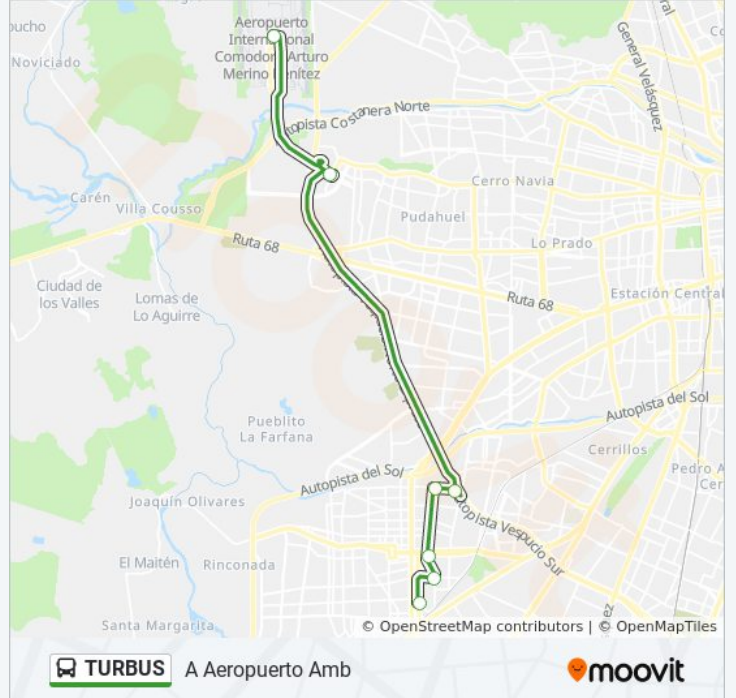 Aeropuerto
Internacional
Comodoro Arturo
Merino Benítez
Noviciado
General Velásquez
Autopista Costanera Norte
Cerro Navia
Carén
Villa Cousso
Pudahuel
Lo Prado
Ruta 68
Ciudad de
los Valles
Lomas de
Lo Aguirre
Ruta 68
Estación Central
Autopista del Sol
Pueblito
La Farfana
Cerrillos
Autopista del Sol
Pedro A
Cer
Joaquín Olivares
Autopista Vespucio Sur
El Maitén
Rinconada
Santa Margarita
© OpenStreetMap contributors | © OpenMapTiles
TURBUS
A Aeropuerto Amb
moovit